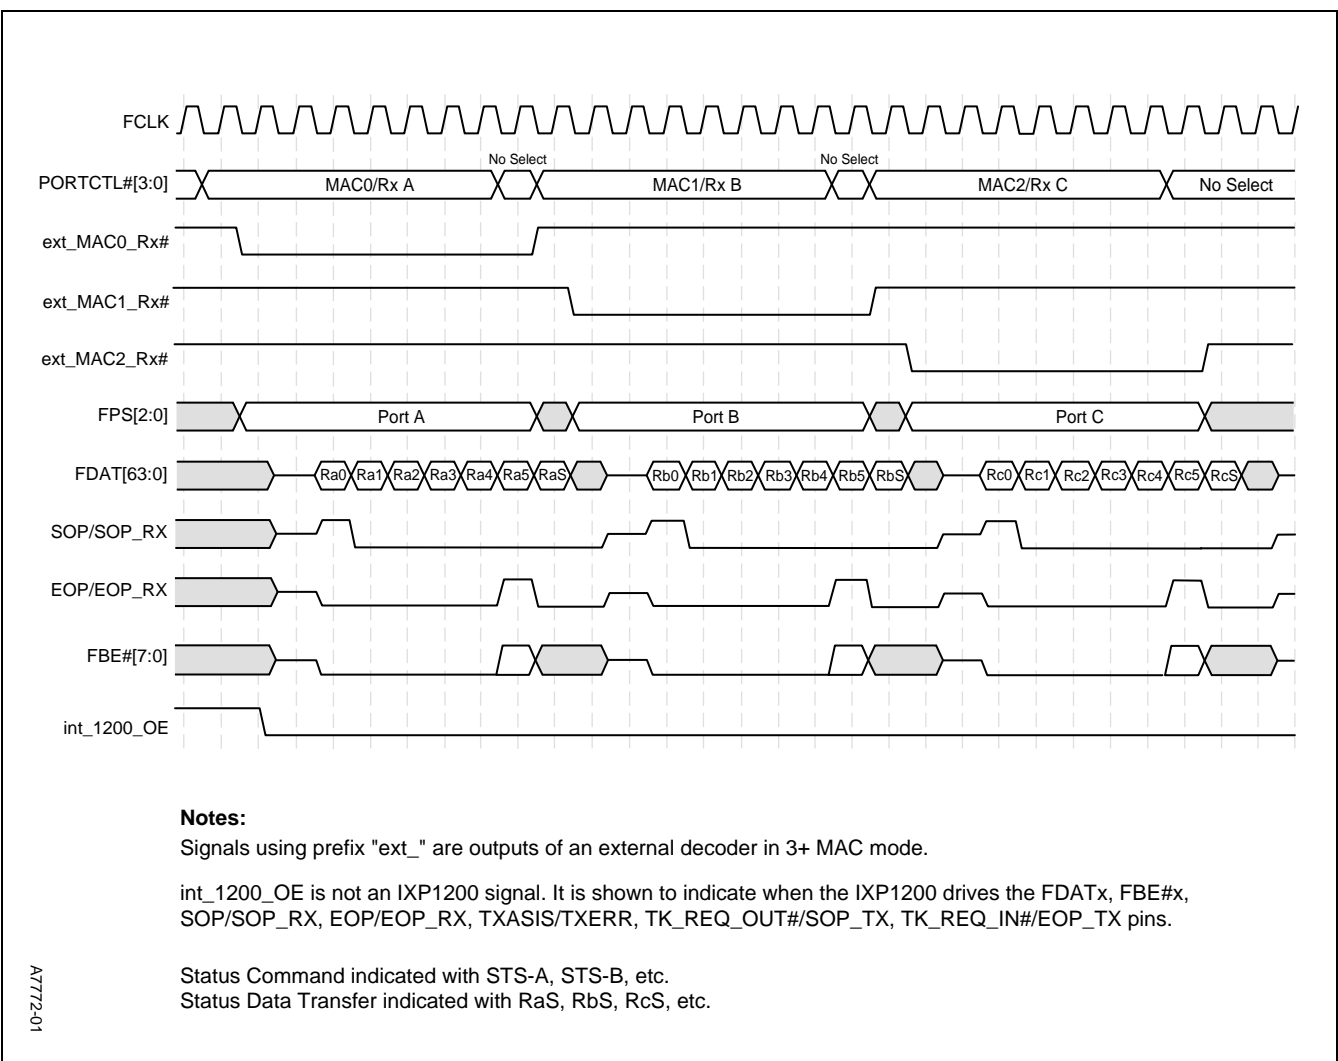 FCLK
No Select
No Select
PORTCTL#[3:0]
MAC0/Rx A
MAC1/Rx B
MAC2/Rx C
No Select
ext_MAC0_Rx#
ext_MAC1_Rx#
ext_MAC2_Rx#
FPS[2:0]
Port A
Port B
Port C
FDAT[63:0]
Ra0 Ra1 Ra2 Ra3 Ra4 Ra5 RaS
Rb0 Rb1 Rb2 Rb3 Rb4 Rb5 RbS
Rc0 Rc1 Rc2 Rc3 Rc4 Rc5 RcS
SOP/SOP_RX
EOP/EOP_RX
FBE#[7:0]
int_1200_OE
Notes:
Signals using prefix "ext_" are outputs of an external decoder in 3+ MAC mode.
int_1200_OE is not an IXP1200 signal. It is shown to indicate when the IXP1200 drives the FDATx, FBE#x,
SOP/SOP_RX, EOP/EOP_RX, TXASIS/TXERR, TK_REQ_OUT#/SOP_TX, TK_REQ_IN#/EOP_TX pins.
Status Command indicated with STS-A, STS-B, etc.
Status Data Transfer indicated with RaS, RbS, RcS, etc.
A7772-01